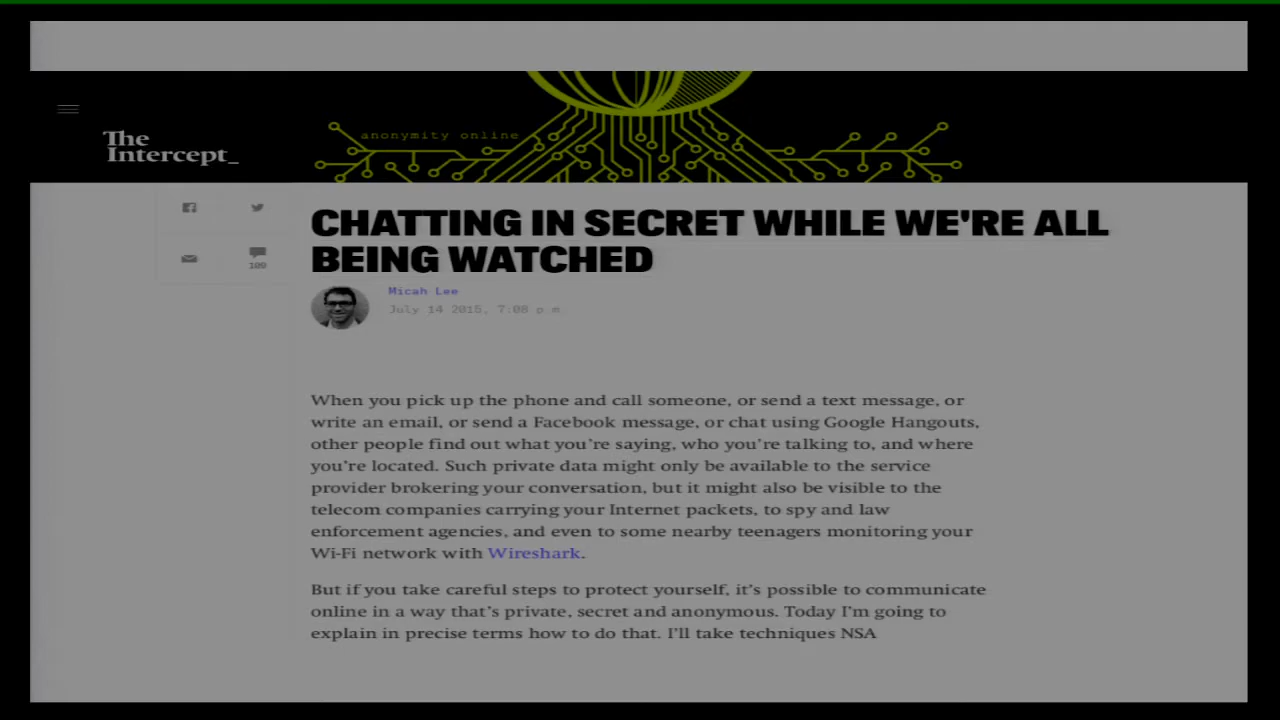 anonymity online
The
Intercept_
CHATTING IN SECRET WHILE WE'RE ALL
BEING WATCHED
109
Micah Lee
July 14 2015, 7:08 p.m.
When you pick up the phone and call someone, or send a text message, or
write an email, or send a Facebook message, or chat using Google Hangouts,
other people find out what you're saying, who you're talking to, and where
you're located. Such private data might only be available to the service
provider brokering your conversation, but it might also be visible to the
telecom companies carrying your Internet packets, to spy and law
enforcement agencies, and even to some nearby teenagers monitoring your
Wi-Fi network with Wireshark.
But if you take careful steps to protect yourself, it's possible to communicate
online in a way that's private, secret and anonymous. Today I'm going to
explain in precise terms how to do that. I'll take techniques NSA